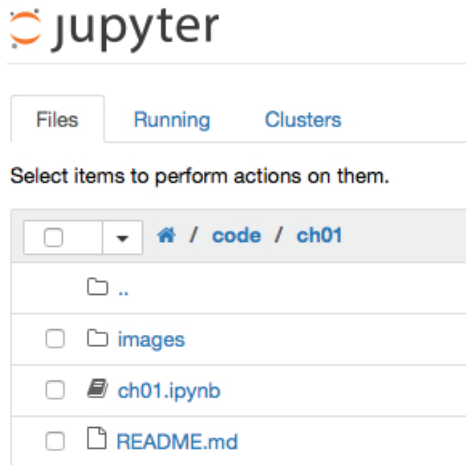 jupyter
Files Running Clusters
Select items to perform actions on them.
/ code / ch01
..
images
ch01.ipynb
README.md